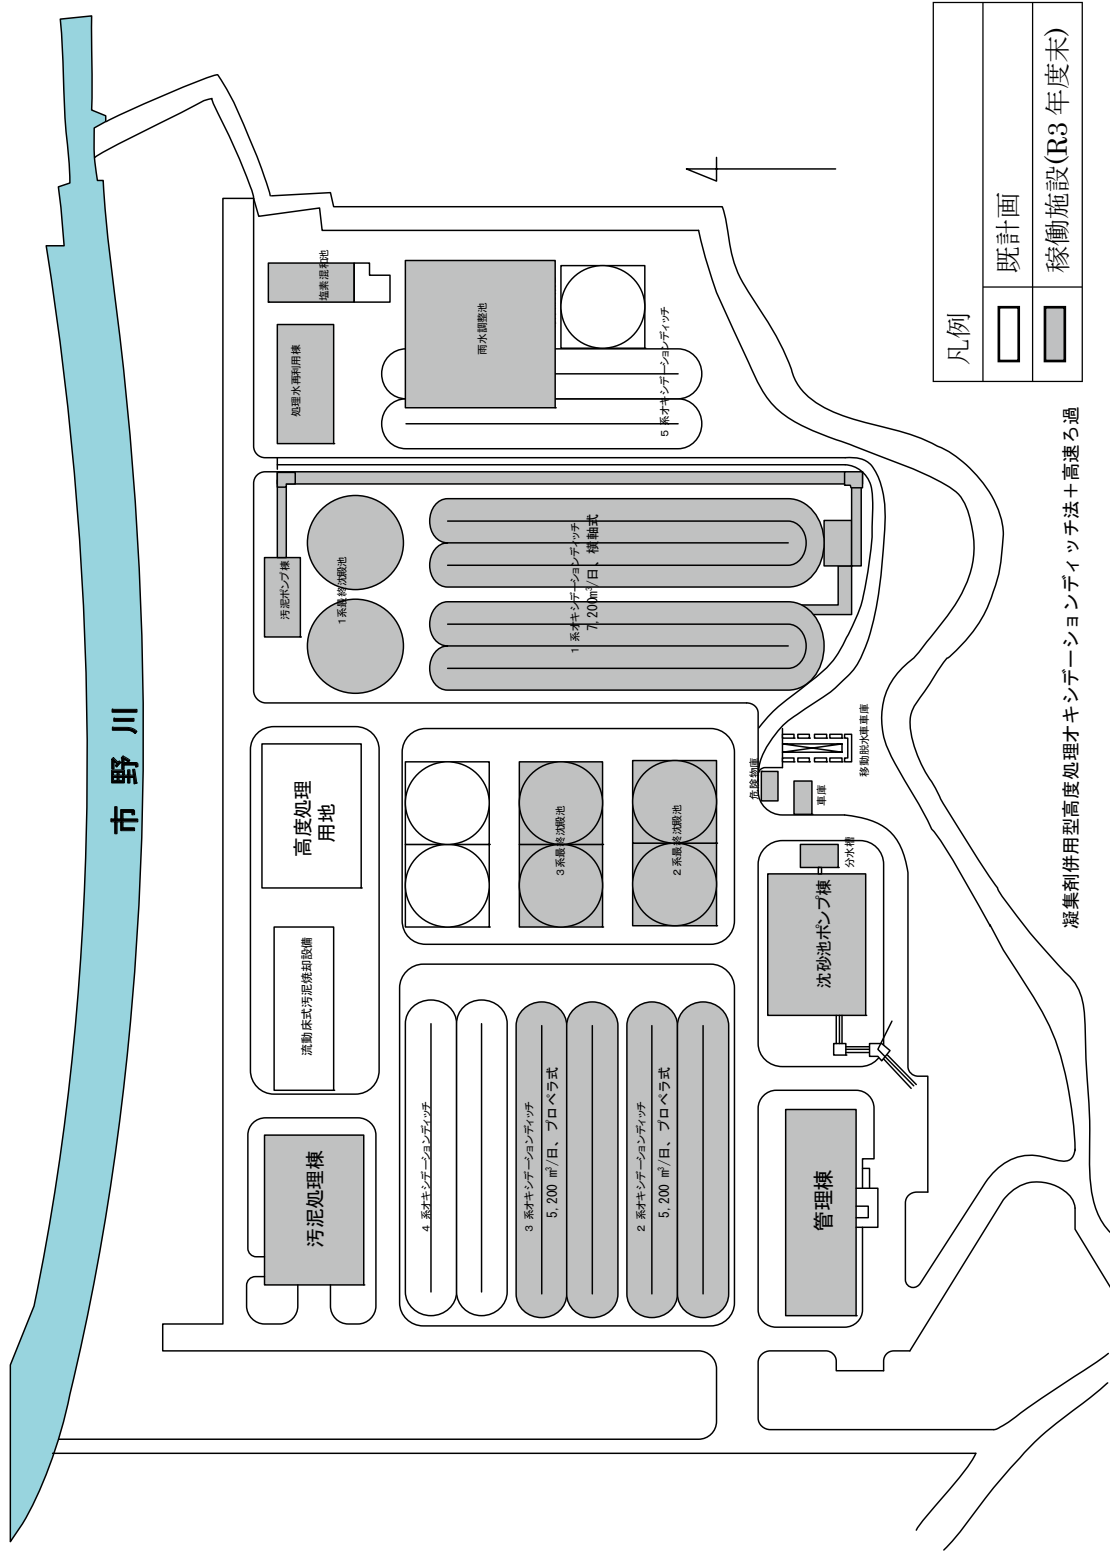 市野川
塩素混和池
処理水再利用棟
雨水調整池
5 系オキシデーションディッチ
汚泥ポンプ棟
1系最終沈殿池
1 系オキシデーションディッチ
7,200m³/日、横軸式
高度処理
用地
流動床式汚泥焼却設備
汚泥処理棟
3系最終沈殿池
2系最終沈殿池
4 系オキシデーションディッチ
3 系オキシデーションディッチ
5,200 ㎥/日、プロペラ式
2 系オキシデーションディッチ
5,200 ㎥/日、プロペラ式
危険物庫
車庫
移動脱水車車庫
分水槽
沈砂池ポンプ棟
管理棟
凡例
既計画
稼働施設(R3 年度末)
凝集剤併用型高度処理オキシデーションディッチ法＋高速ろ過